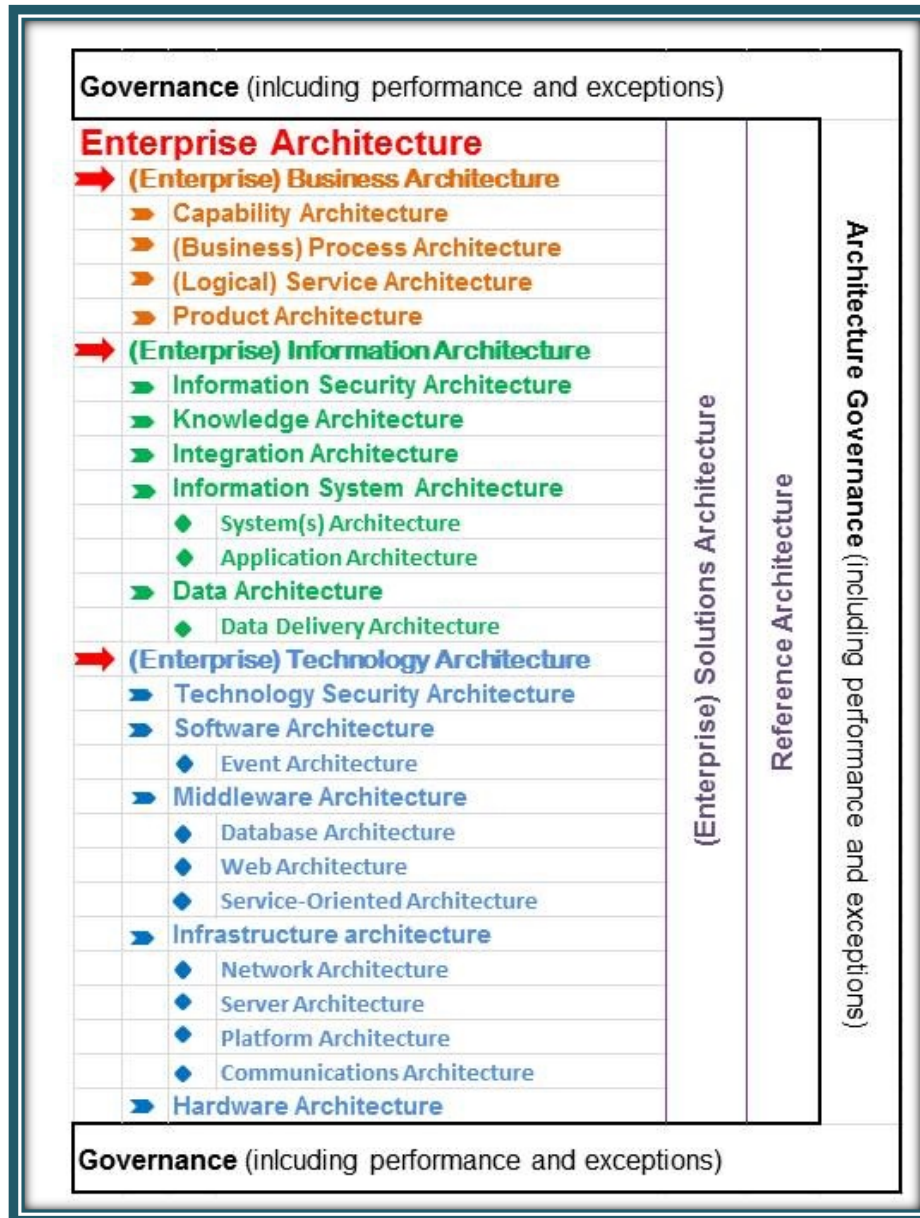 Governance (inlcuding performance and exceptions)
Enterprise Architecture
(Enterprise) Business Architecture
Capability Architecture
(Business) Process Architecture
(Logical) Service Architecture
Product Architecture
(Enterprise) Information Architecture
Information Security Architecture
Knowledge Architecture
Integration Architecture
Information System Architecture
System(s) Architecture
Application Architecture
Data Architecture
Data Delivery Architecture
(Enterprise) Technology Architecture
Technology Security Architecture
Software Architecture
Event Architecture
Middleware Architecture
Database Architecture
Web Architecture
Service-Oriented Architecture
Infrastructure architecture
Network Architecture
Server Architecture
Platform Architecture
Communications Architecture
Hardware Architecture
(Enterprise) Solutions Architecture
Reference Architecture
Architecture Governance (including performance and exceptions)
Governance (inlcuding performance and exceptions)